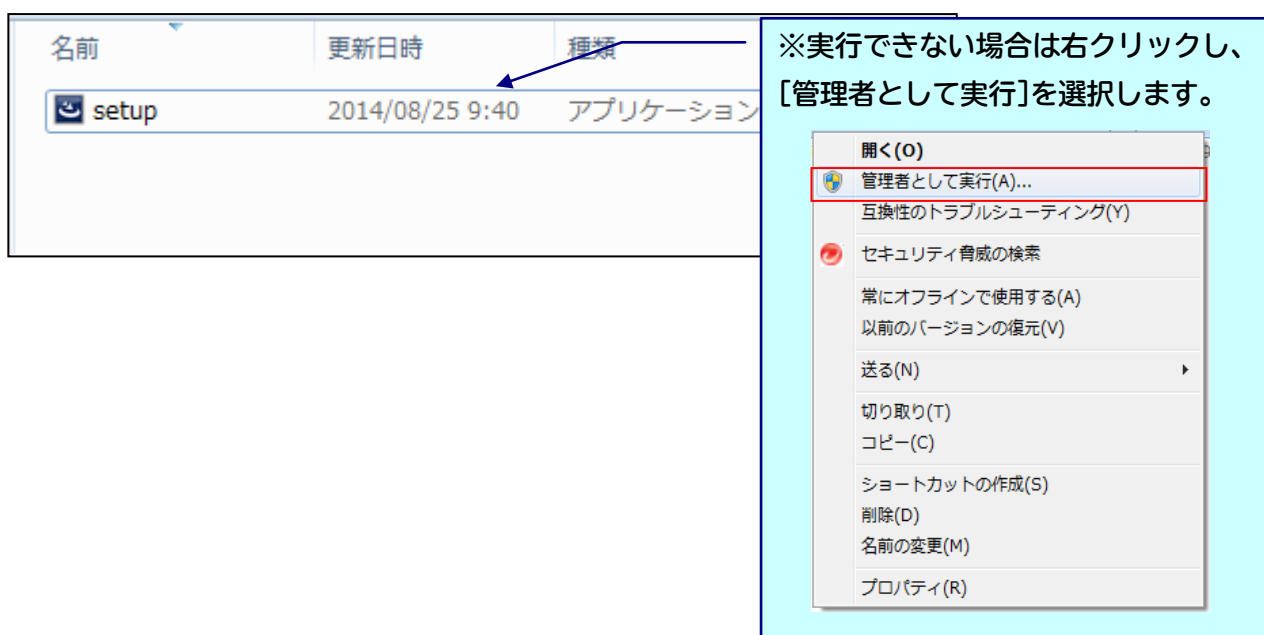 名前 更新日時 種類
setup 2014/08/25 9:40 アプリケーション
※実行できない場合は右クリックし、
[管理者として実行]を選択します。
開く(O)
管理者として実行(A)...
互換性のトラブルシューティング(Y)
セキュリティ脅威の検索
常にオフラインで使用する(A)
以前のバージョンの復元(V)
送る(N)
切り取り(T)
コピー(C)
ショートカットの作成(S)
削除(D)
名前の変更(M)
プロパティ(R)